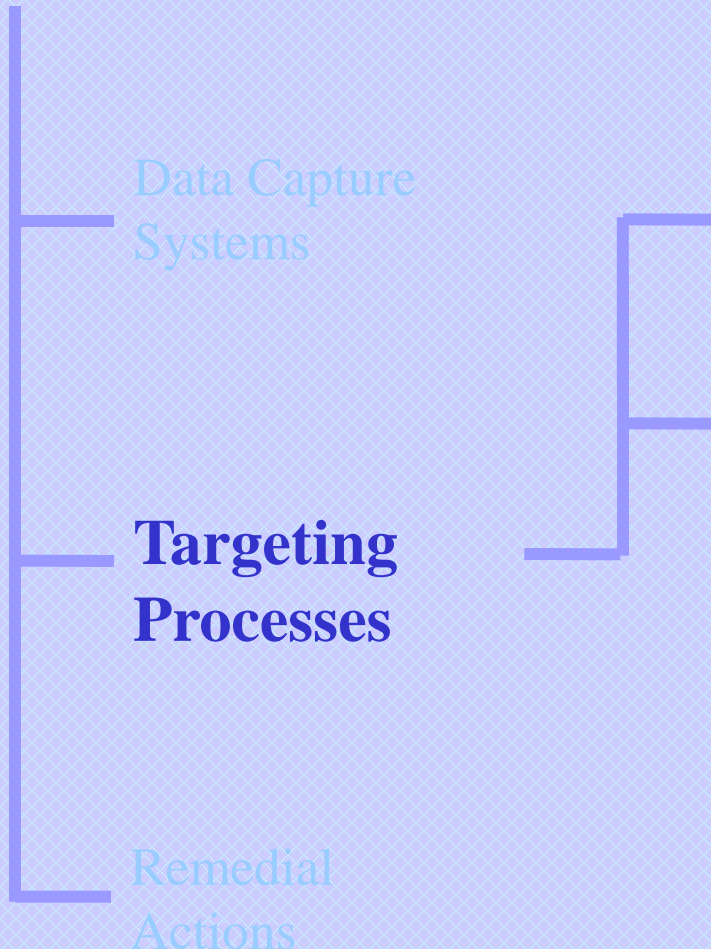 Data Capture
Systems
Targeting
Processes
Remedial
Actions